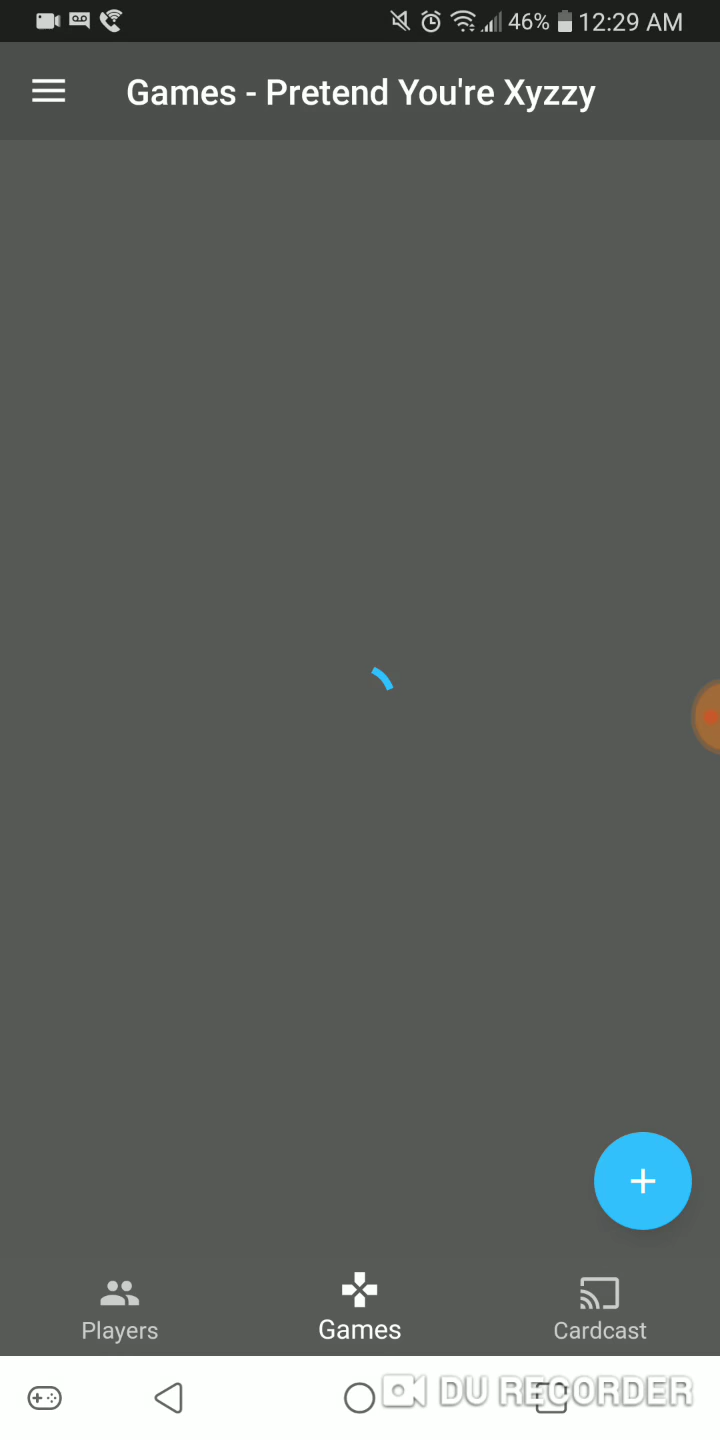 46% 12:29 AM
Games - Pretend You're Xyzzy
Players
Games
Cardcast
DU RECORDER